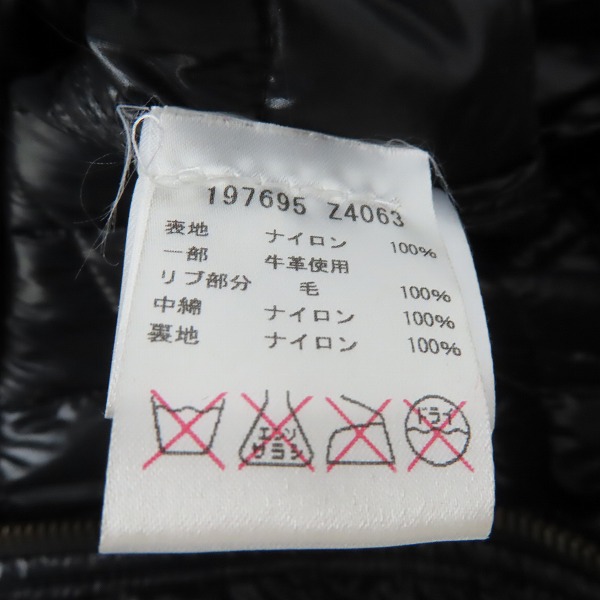 197695 Z4063
表地 ナイロン 100%
一部 牛革使用
リブ部分 毛 100%
中綿 ナイロン 100%
裏地 ナイロン 100%
エンソ サラシ ドライ